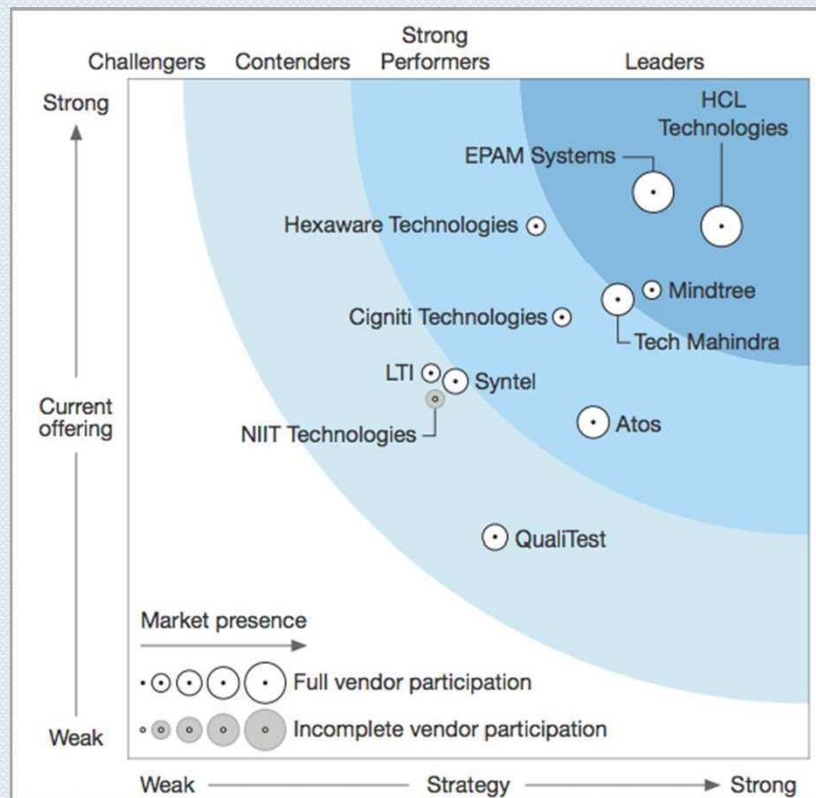 Strong
Challengers Contenders Performers Leaders
Strong
HCL
Technologies
EPAM Systems
Hexaware Technologies
Mindtree
Cigniti Technologies
Tech Mahindra
LTI
Syntel
Current
offering
Atos
NIIT Technologies
QualiTest
Market presence
Full vendor participation
Incomplete vendor participation
Weak
Weak Strategy Strong